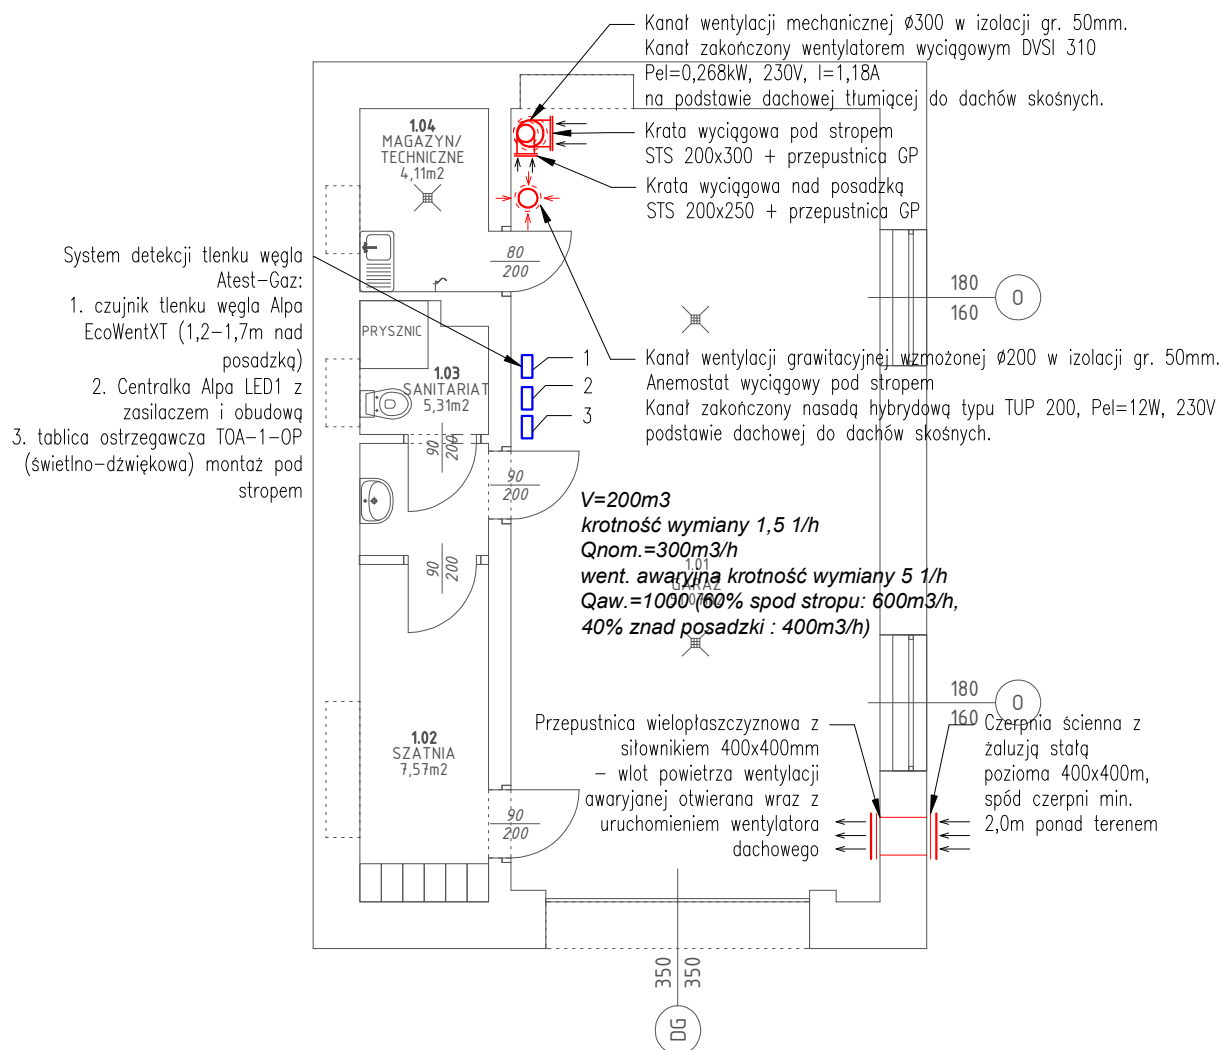 Kanał wentylacji mechanicznej Ø300 w izolacji gr. 50mm.
Kanał zakończony wentylatorem wyciągowym DVSI 310
Pel=0,268kW, 230V, I=1,18A
na podstawie dachowej tłumiącej do dachów skośnych.
Krata wyciągowa pod stropem
STS 200x300 + przepustnica GP
Krata wyciągowa nad posadzką
STS 200x250 + przepustnica GP
1.04
MAGAZYN/
TECHNICZNE
4,11m2
80
200
System detekcji tlenku węgla
Atest-Gaz:
1. czujnik tlenku węgla Alpa
EcoWentXT (1,2-1,7m nad
posadzką)
2. Centralka Alpa LED1 z
zasilaczem i obudową
3. tablica ostrzegawcza TOA-1-OP
(świetlno-dźwiękowa) montaż pod
stropem
PRYSZNIC
1.03
SANITARIAT
5,31m2
1
2
3
180
160
O
Kanał wentylacji grawitacyjnej wzmożonej Ø200 w izolacji gr. 50mm.
Anemostat wyciągowy pod stropem
Kanał zakończony nasadą hybrydową typu TUP 200, Pel=12W, 230V
podstawie dachowej do dachów skośnych.
90
200
90
200
90
200
V=200m3
krotność wymiany 1,5 1/h
Qnom.=300m3/h
1.01
went. awaryjna krotność wymiany 5 1/h
GARAŻ
Qaw.=1000 (60% spod stropu: 600m3/h,
40% znad posadzki : 400m3/h)
1.02
SZATNIA
7,57m2
90
200
180
160
O
Przepustnica wielopłaszczyznowa z
siłownikiem 400x400mm
- wlot powietrza wentylacji
awaryjanej otwierana wraz z
uruchomieniem wentylatora
dachowego
Czerpnia ścienna z
żaluzją stałą
pozioma 400x400m,
spód czerpni min.
2,0m ponad terenem
350
350
DG